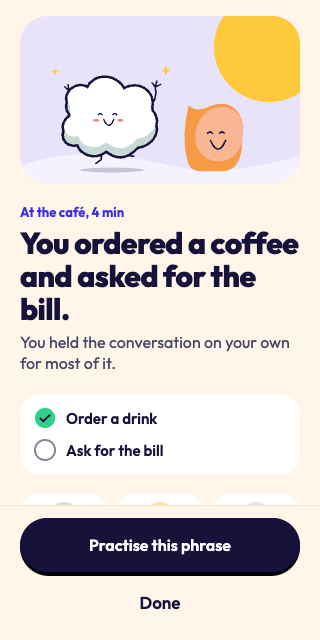 At the café, 4 min
You ordered a coffee
and asked for the
bill.
You held the conversation on your own
for most of it.
Order a drink
Ask for the bill
Practise this phrase
Done